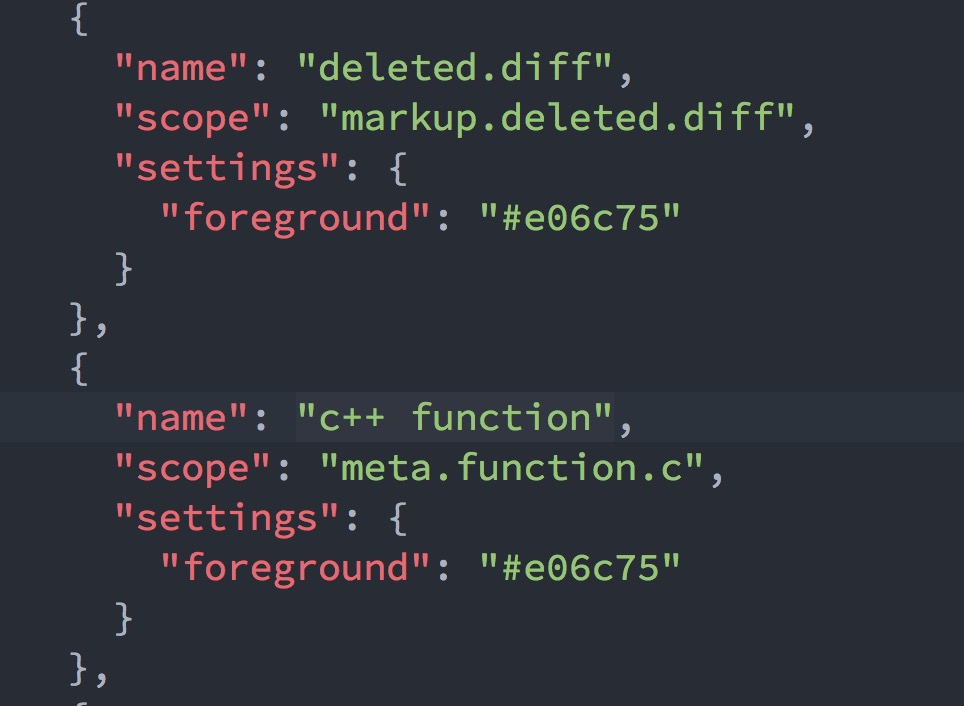 {
"name": "deleted.diff",
"scope": "markup.deleted.diff",
"settings": {
"foreground": "#e06c75"
}
},
{
"name": "c++ function",
"scope": "meta.function.c",
"settings": {
"foreground": "#e06c75"
}
},